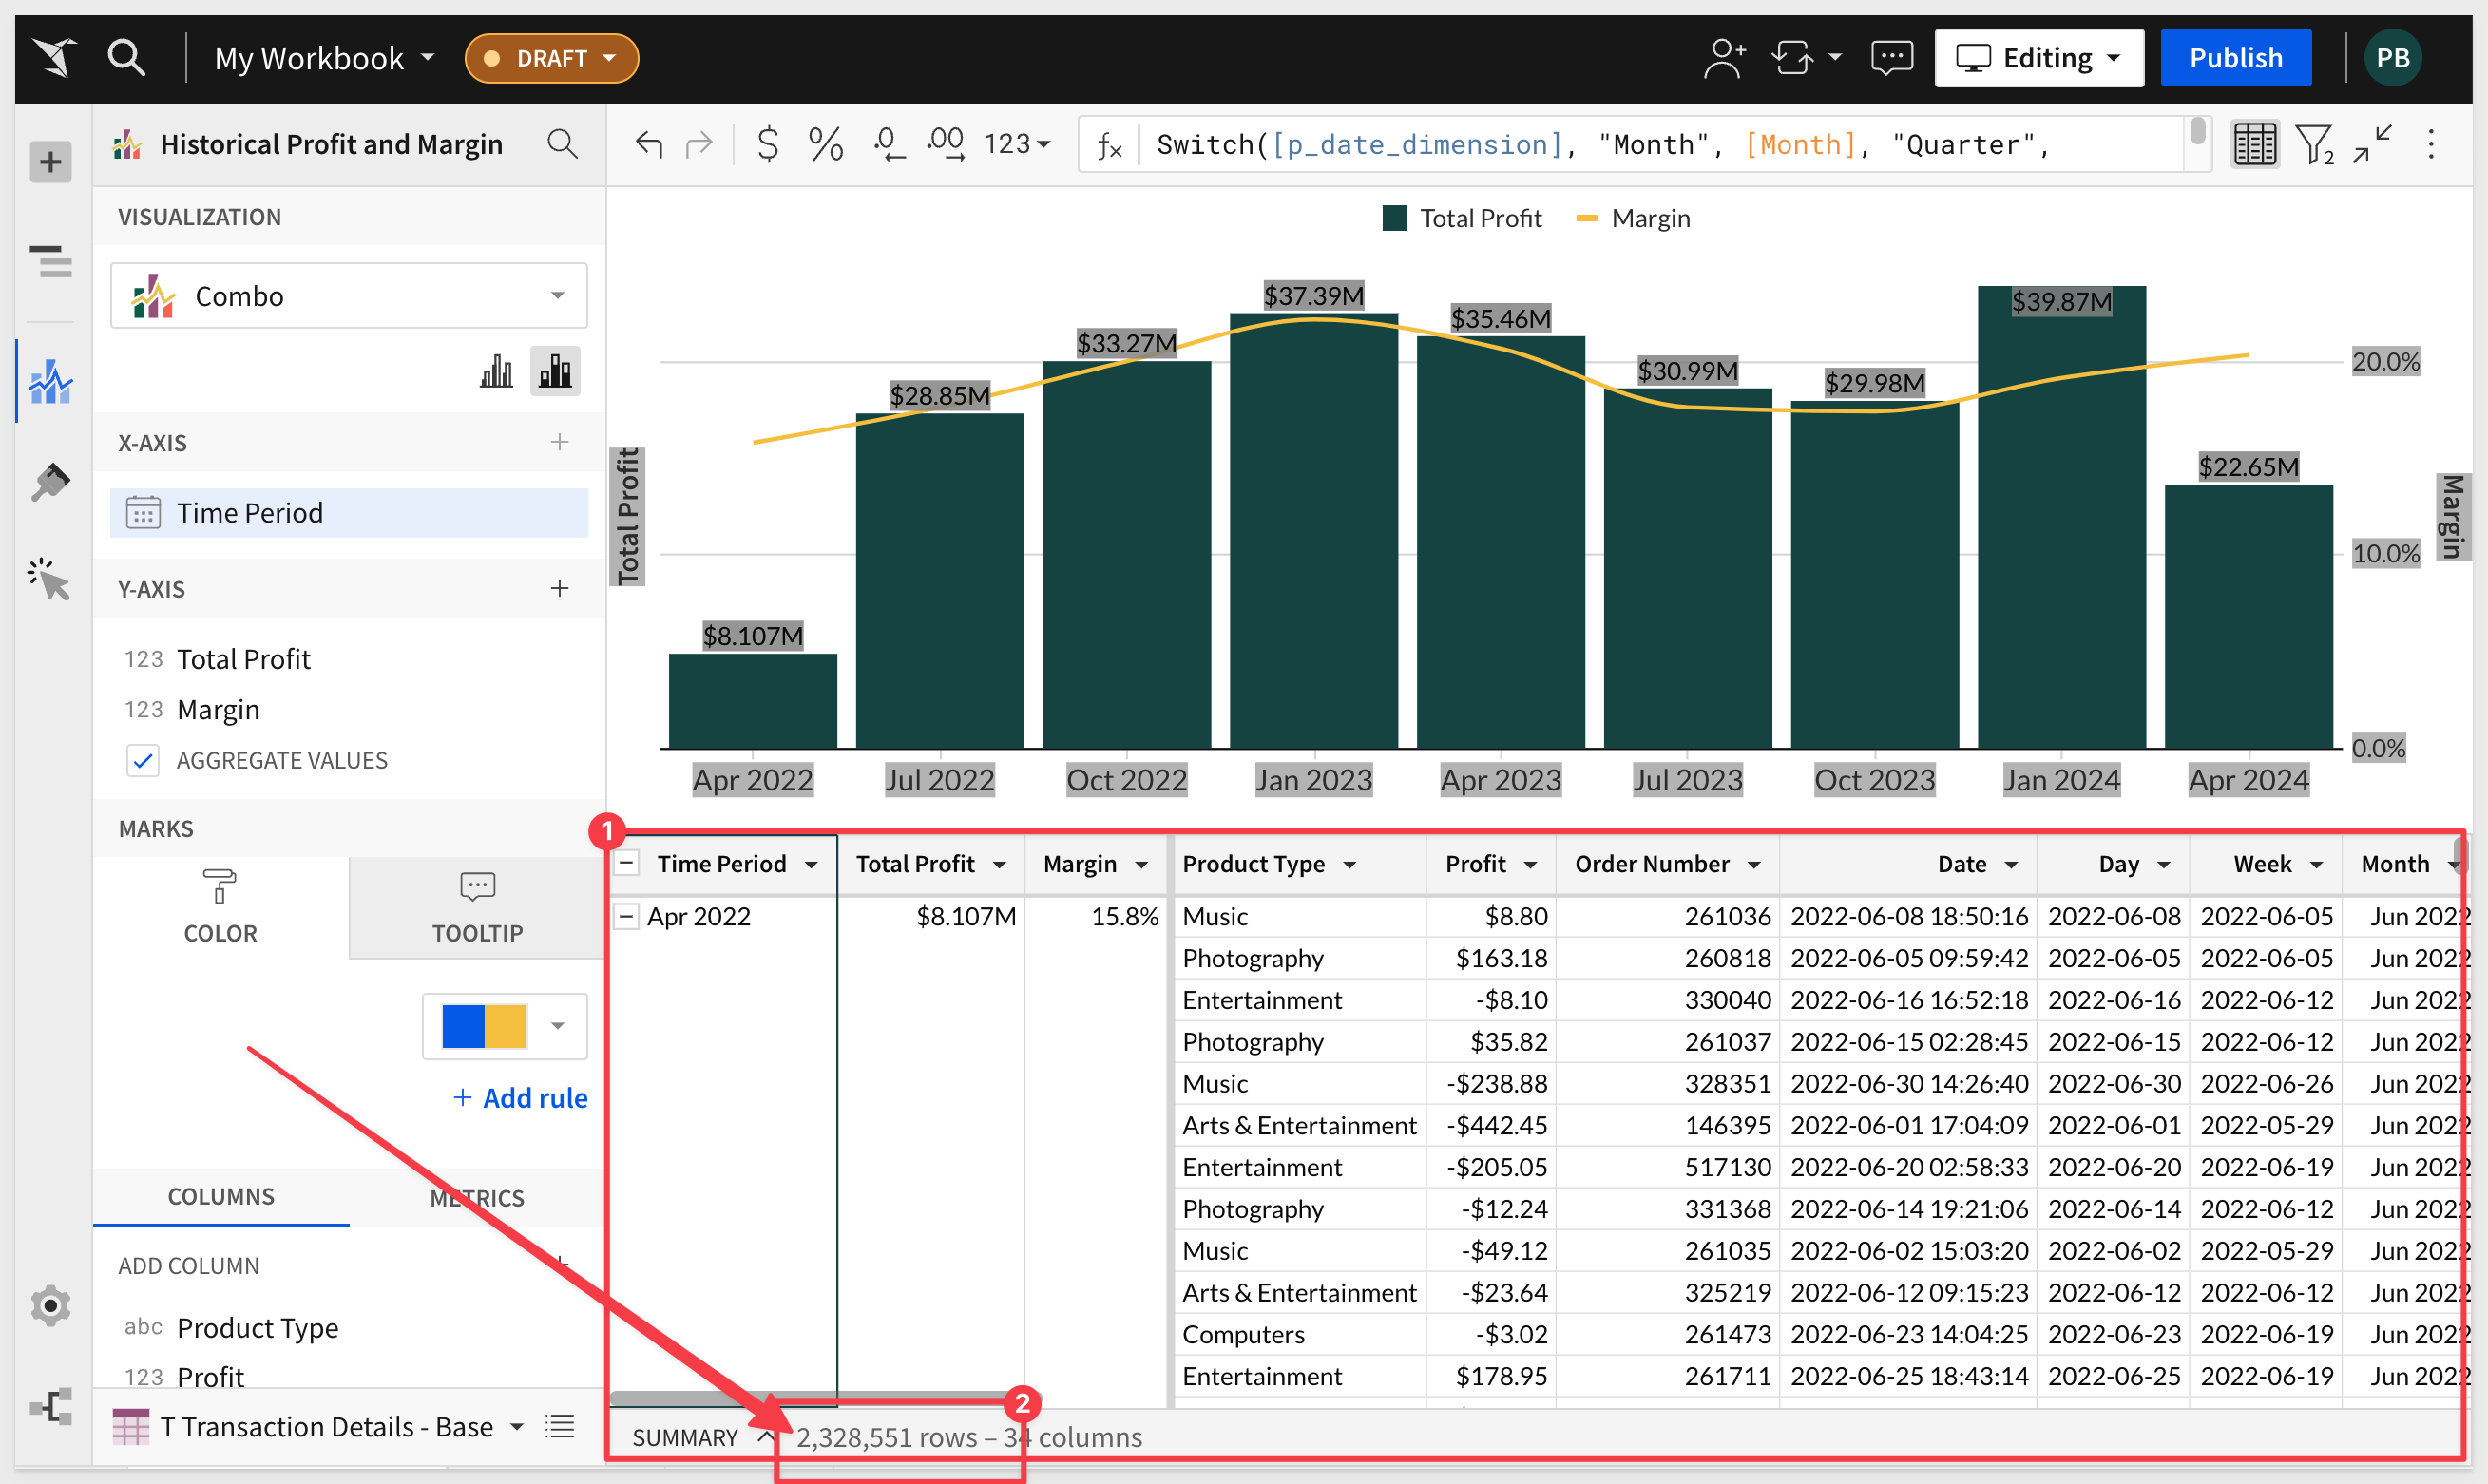 My Workbook
DRAFT
Editing
Publish
PB
Historical Profit and Margin
$ % .0 .00 123
fx Switch([p_date_dimension], "Month", [Month], "Quarter",
2
VISUALIZATION
Combo
X-AXIS
Time Period
Y-AXIS
123 Total Profit
123 Margin
AGGREGATE VALUES
MARKS
COLOR
TOOLTIP
+ Add rule
COLUMNS
METRICS
ADD COLUMN
abc Product Type
123 Profit
T Transaction Details - Base
Total Profit
Margin
$37.39M
$39.87M
$35.46M
$33.27M
$30.99M
$29.98M
$28.85M
$22.65M
$8.107M
20.0%
10.0%
0.0%
Total Profit
Margin
Apr 2022 Jul 2022 Oct 2022 Jan 2023 Apr 2023 Jul 2023 Oct 2023 Jan 2024 Apr 2024
1
Time Period Total Profit Margin Product Type Profit Order Number Date Day Week Month
Apr 2022 $8.107M 15.8% Music $8.80 261036 2022-06-08 18:50:16 2022-06-08 2022-06-05 Jun 2022
Photography $163.18 260818 2022-06-05 09:59:42 2022-06-05 2022-06-05 Jun 2022
Entertainment -$8.10 330040 2022-06-16 16:52:18 2022-06-16 2022-06-12 Jun 2022
Photography $35.82 261037 2022-06-15 02:28:45 2022-06-15 2022-06-12 Jun 2022
Music -$238.88 328351 2022-06-30 14:26:40 2022-06-30 2022-06-26 Jun 2022
Arts & Entertainment -$442.45 146395 2022-06-01 17:04:09 2022-06-01 2022-05-29 Jun 2022
Entertainment -$205.05 517130 2022-06-20 02:58:33 2022-06-20 2022-06-19 Jun 2022
Photography -$12.24 331368 2022-06-14 19:21:06 2022-06-14 2022-06-12 Jun 2022
Music -$49.12 261035 2022-06-02 15:03:20 2022-06-02 2022-05-29 Jun 2022
Arts & Entertainment -$23.64 325219 2022-06-12 09:15:23 2022-06-12 2022-06-12 Jun 2022
Computers -$3.02 261473 2022-06-23 14:04:25 2022-06-23 2022-06-19 Jun 2022
Entertainment $178.95 261711 2022-06-25 18:43:14 2022-06-25 2022-06-19 Jun 2022
2
SUMMARY 2,328,551 rows – 34 columns